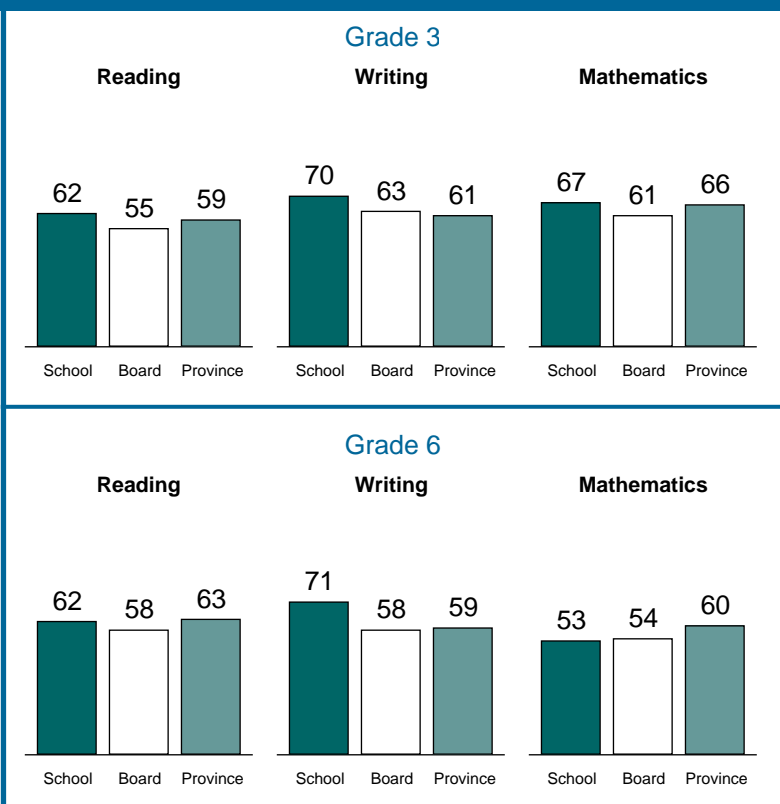 Grade 3
Reading Writing Mathematics
62 55 59 70 63 61 67 61 66
School Board Province School Board Province School Board Province
Grade 6
Reading Writing Mathematics
62 58 63 71 58 59 53 54 60
School Board Province School Board Province School Board Province